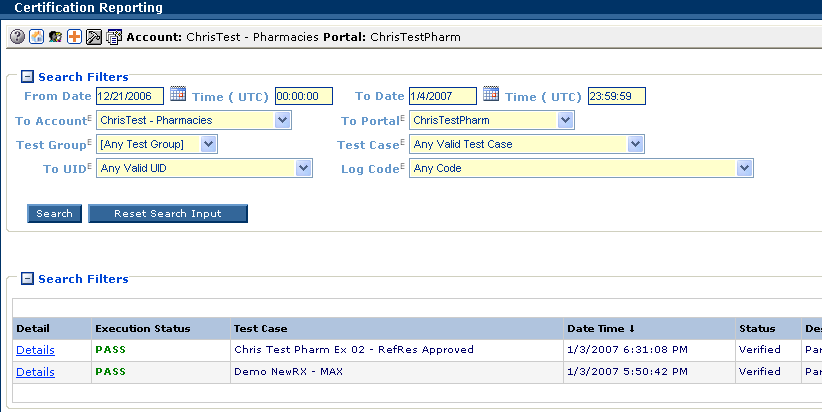 Certification Reporting
Account: ChrisTest - Pharmacies Portal: ChrisTestPharm
Search Filters
From Date 12/21/2006 Time ( UTC) 00:00:00 To Date 1/4/2007 Time ( UTC) 23:59:59
To Account E ChrisTest - Pharmacies To Portal E ChrisTestPharm
Test Group E [Any Test Group] Test Case E Any Valid Test Case
To UID E Any Valid UID Log Code E Any Code
Search Reset Search Input
Search Filters
Detail Execution Status Test Case Date Time ↓ Status
Details PASS Chris Test Pharm Ex 02 - RefRes Approved 1/3/2007 6:31:08 PM Verified
Details PASS Demo NewRX - MAX 1/3/2007 5:50:42 PM Verified